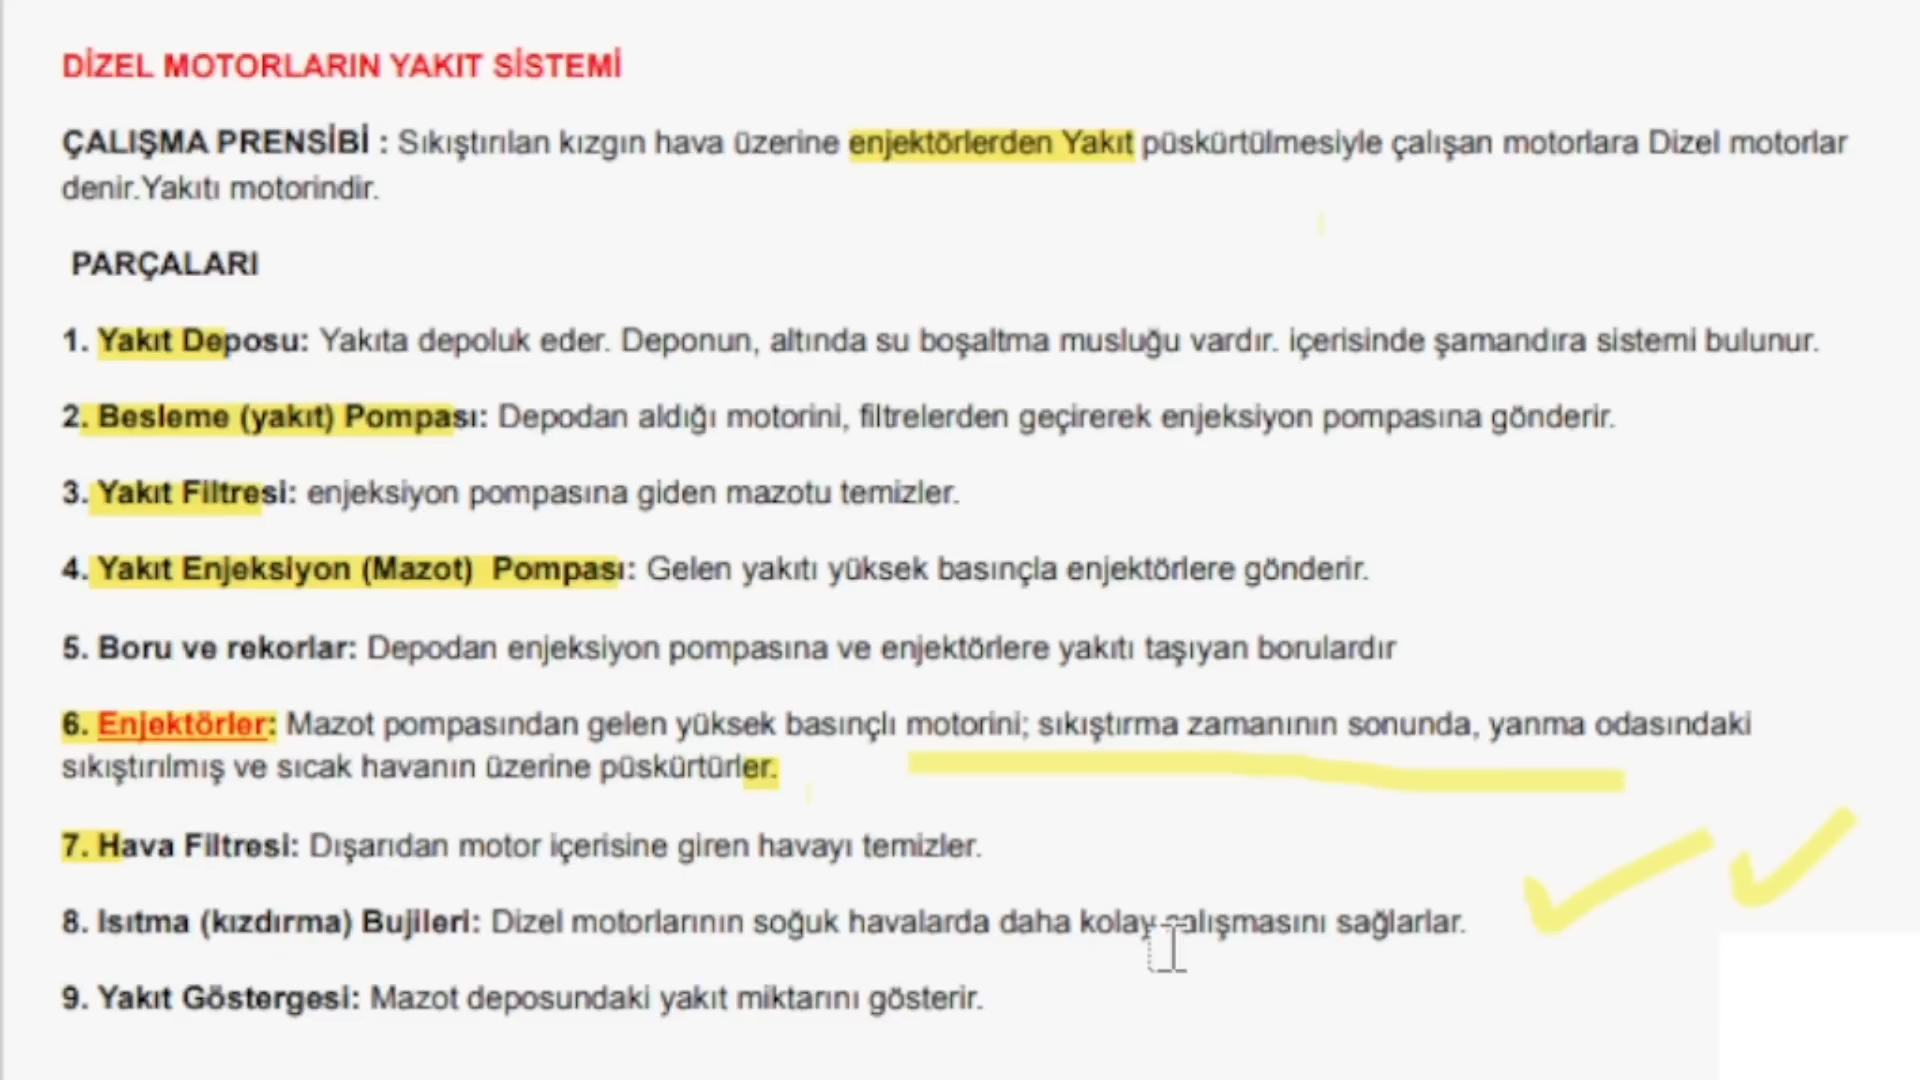 DİZEL MOTORLARIN YAKIT SİSTEMİ
ÇALIŞMA PRENSİBİ : Sıkıştırılan kızgın hava üzerine enjektörlerden Yakıt püskürtülmesiyle çalışan motorlara Dizel motorlar
denir.Yakıtı motorindir.
PARÇALARI
1. Yakıt Deposu: Yakıta depoluk eder. Deponun, altında su boşaltma musluğu vardır. içerisinde şamandıra sistemi bulunur.
2. Besleme (yakıt) Pompası: Depodan aldığı motorini, filtrelerden geçirerek enjeksiyon pompasına gönderir.
3. Yakıt Filtresi: enjeksiyon pompasına giden mazotu temizler.
4. Yakıt Enjeksiyon (Mazot) Pompası: Gelen yakıtı yüksek basınçla enjektörlere gönderir.
5. Boru ve rekorlar: Depodan enjeksiyon pompasına ve enjektörlere yakıtı taşıyan borulardır
6. Enjektörler: Mazot pompasından gelen yüksek basınçlı motorini; sıkıştırma zamanının sonunda, yanma odasındaki
sıkıştırılmış ve sıcak havanın üzerine püskürtürler.
7. Hava Filtresi: Dışarıdan motor içerisine giren havayı temizler.
8. Isıtma (kızdırma) Bujileri: Dizel motorlarının soğuk havalarda daha kolay çalışmasını sağlarlar.
9. Yakıt Göstergesi: Mazot deposundaki yakıt miktarını gösterir.